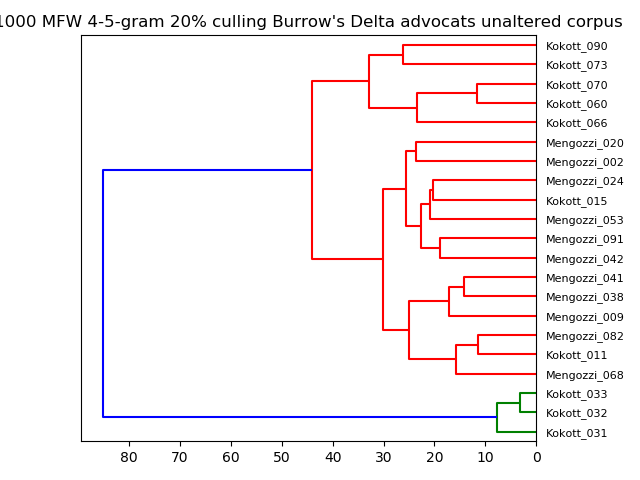 1000 MFW 4-5-gram 20% culling Burrow's Delta advocats unaltered corpus
Kokott_090
Kokott_073
Kokott_070
Kokott_060
Kokott_066
Mengozzi_020
Mengozzi_002
Mengozzi_024
Kokott_015
Mengozzi_053
Mengozzi_091
Mengozzi_042
Mengozzi_041
Mengozzi_038
Mengozzi_009
Mengozzi_082
Kokott_011
Mengozzi_068
Kokott_033
Kokott_032
Kokott_031
80 70 60 50 40 30 20 10 0